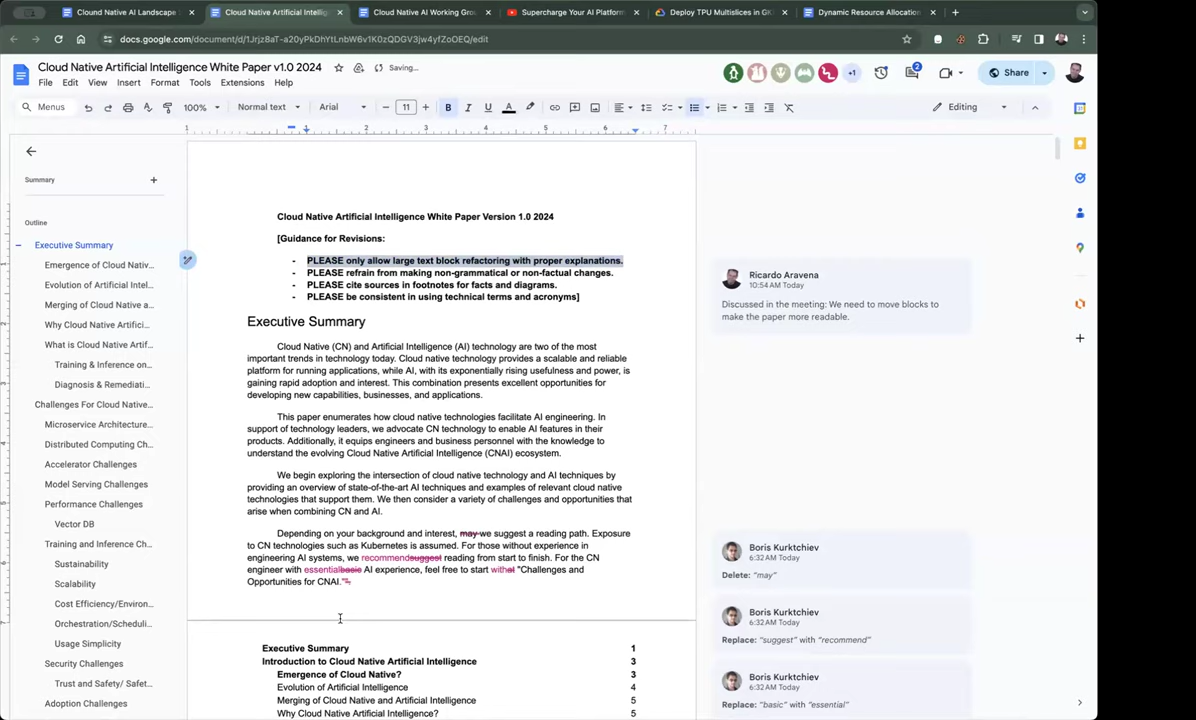 Cloud Native AI Landscape
Cloud Native Artificial Intellig
Cloud Native AI Working Grou
Supercharge Your AI Platform
Deploy TPU Multislices in GK
Dynamic Resource Allocation
docs.google.com/document/d/1Jrjz8aT-a20yPkDhYtLnbW6v1K0zQDGV3jw4yfZoOEQ/edit
Cloud Native Artificial Intelligence White Paper v1.0 2024
Saving...
File Edit View Insert Format Tools Extensions Help
2
+1
Share
Menus
100%
Normal text
Arial
11
B I U A
Editing
1 1 2 3 4 5 6 7
Summary
Outline
Executive Summary
Emergence of Cloud Nativ...
Evolution of Artificial Intel...
Merging of Cloud Native a...
Why Cloud Native Artifici...
What is Cloud Native Artif...
Training & Inference on...
Diagnosis & Remediati...
Challenges For Cloud Native...
Microservice Architecture...
Distributed Computing Ch...
Accelerator Challenges
Model Serving Challenges
Performance Challenges
Vector DB
Training and Inference Ch...
Sustainability
Scalability
Cost Efficiency/Environ...
Orchestration/Scheduli...
Usage Simplicity
Security Challenges
Trust and Safety/ Safet...
Adoption Challenges
Cloud Native Artificial Intelligence White Paper Version 1.0 2024
[Guidance for Revisions:
- PLEASE only allow large text block refactoring with proper explanations.
- PLEASE refrain from making non-grammatical or non-factual changes.
- PLEASE cite sources in footnotes for facts and diagrams.
- PLEASE be consistent in using technical terms and acronyms]
Executive Summary
Cloud Native (CN) and Artificial Intelligence (AI) technology are two of the most
important trends in technology today. Cloud native technology provides a scalable and reliable
platform for running applications, while AI, with its exponentially rising usefulness and power, is
gaining rapid adoption and interest. This combination presents excellent opportunities for
developing new capabilities, businesses, and applications.
This paper enumerates how cloud native technologies facilitate AI engineering. In
support of technology leaders, we advocate CN technology to enable AI features in their
products. Additionally, it equips engineers and business personnel with the knowledge to
understand the evolving Cloud Native Artificial Intelligence (CNAI) ecosystem.
We begin exploring the intersection of cloud native technology and AI techniques by
providing an overview of state-of-the-art AI techniques and examples of relevant cloud native
technologies that support them. We then consider a variety of challenges and opportunities that
arise when combining CN and AI.
Depending on your background and interest, may we suggest a reading path. Exposure
to CN technologies such as Kubernetes is assumed. For those without experience in
engineering AI systems, we recommendsuggest reading from start to finish. For the CN
engineer with essentialbasic AI experience, feel free to start withat "Challenges and
Opportunities for CNAI."
Executive Summary 1
Introduction to Cloud Native Artificial Intelligence 3
Emergence of Cloud Native? 3
Evolution of Artificial Intelligence 4
Merging of Cloud Native and Artificial Intelligence 5
Why Cloud Native Artificial Intelligence? 5
Ricardo Aravena
10:54 AM Today
Discussed in the meeting: We need to move blocks to
make the paper more readable.
Boris Kurktchiev
6:32 AM Today
Delete: "may"
Boris Kurktchiev
6:32 AM Today
Replace: "suggest" with "recommend"
Boris Kurktchiev
6:32 AM Today
Replace: "basic" with "essential"